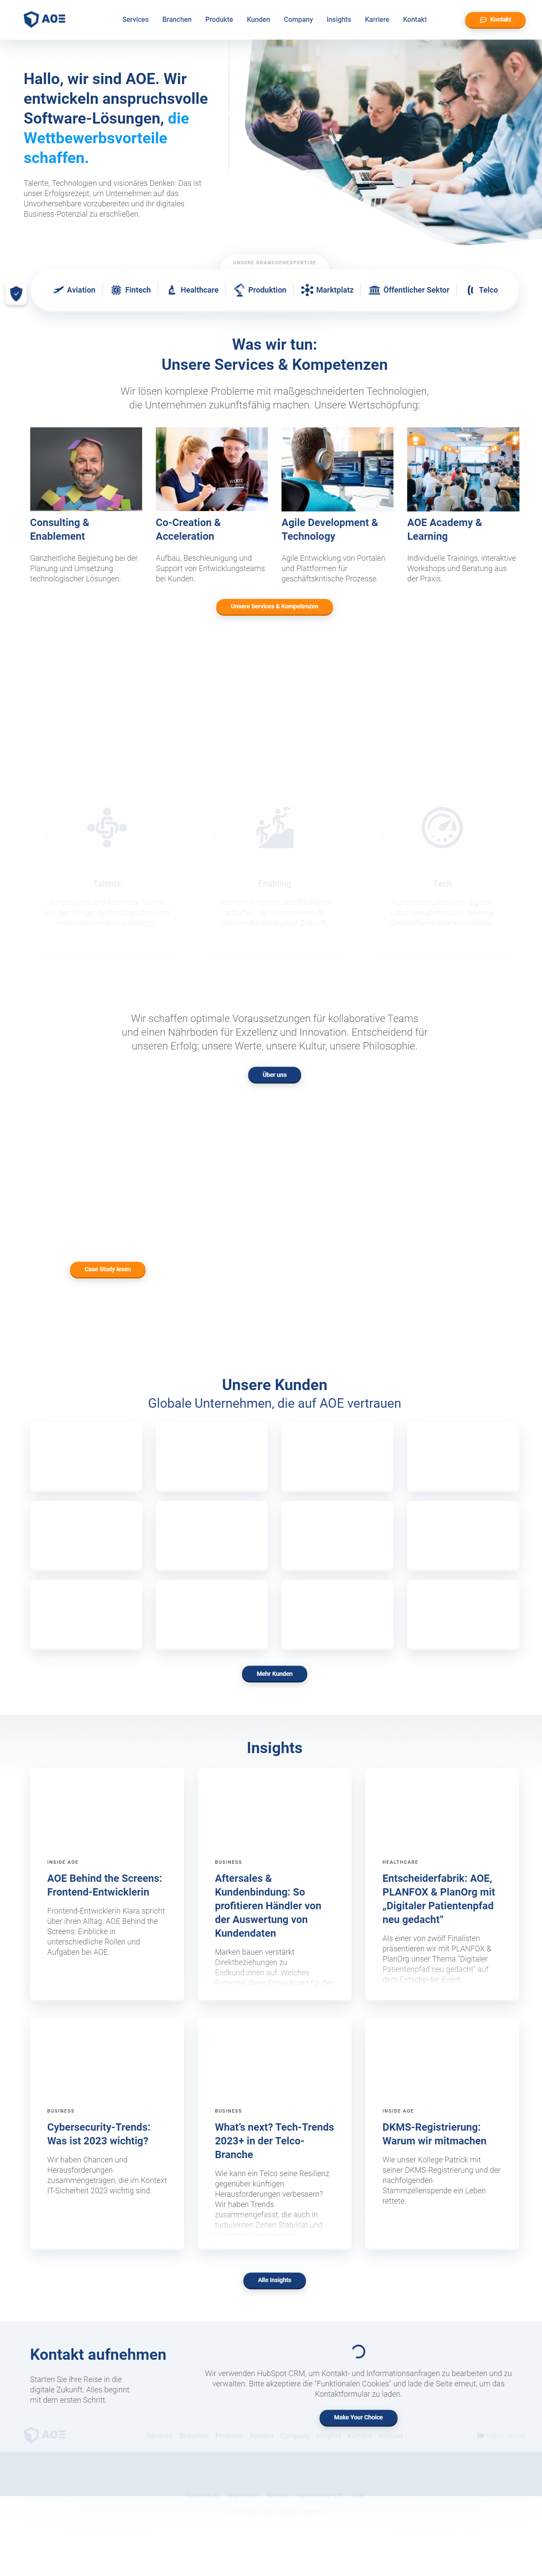 AOE
Services Branchen Produkte Kunden Company Insights Karriere Kontakt
Kontakt
Hallo, wir sind AOE. Wir
entwickeln anspruchsvolle
Software-Lösungen, die
Wettbewerbsvorteile
schaffen.
Talente, Technologien und visionäres Denken: Das ist
unser Erfolgsrezept, um Unternehmen auf das
Unvorhersehbare vorzubereiten und ihr digitales
Business-Potenzial zu erschließen.
UNSERE BRANCHENEXPERTISE
Aviation Fintech Healthcare Produktion Marktplatz Öffentlicher Sektor Telco
Was wir tun:
Unsere Services & Kompetenzen
Wir lösen komplexe Probleme mit maßgeschneiderten Technologien,
die Unternehmen zukunftsfähig machen. Unsere Wertschöpfung:
Consulting &
Enablement
Ganzheitliche Begleitung bei der
Planung und Umsetzung
technologischer Lösungen.
Co-Creation &
Acceleration
Aufbau, Beschleunigung und
Support von Entwicklungsteams
bei Kunden.
Agile Development &
Technology
Agile Entwicklung von Portalen
und Plattformen für
geschäftskritische Prozesse.
AOE Academy &
Learning
Individuelle Trainings, interaktive
Workshops und Beratung aus
der Praxis.
Unsere Services & Kompetenzen
Talents
Enabling
Tech
Wir schaffen optimale Voraussetzungen für kollaborative Teams
und einen Nährboden für Exzellenz und Innovation. Entscheidend für
unseren Erfolg: unsere Werte, unsere Kultur, unsere Philosophie.
Über uns
Case Study lesen
Unsere Kunden
Globale Unternehmen, die auf AOE vertrauen
Mehr Kunden
Insights
INSIDE AOE
AOE Behind the Screens:
Frontend-Entwicklerin
Frontend-Entwicklerin Klara spricht
über ihren Alltag. AOE Behind the
Screens: Einblicke in
unterschiedliche Rollen und
Aufgaben bei AOE.
BUSINESS
Aftersales &
Kundenbindung: So
profitieren Händler von
der Auswertung von
Kundendaten
Marken bauen verstärkt
Direktbeziehungen zu
Endkund:innen auf. Welches
Potenzial diese Entwicklung für den
HEALTHCARE
Entscheiderfabrik: AOE,
PLANFOX & PlanOrg mit
„Digitaler Patientenpfad
neu gedacht“
Als einer von zwölf Finalisten
präsentieren wir mit PLANFOX &
PlanOrg unser Thema "Digitaler
Patientenpfad neu gedacht" auf
dem Entscheider-Event
BUSINESS
Cybersecurity-Trends:
Was ist 2023 wichtig?
Wir haben Chancen und
Herausforderungen
zusammengetragen, die im Kontext
IT-Sicherheit 2023 wichtig sind.
BUSINESS
What’s next? Tech-Trends
2023+ in der Telco-
Branche
Wie kann ein Telco seine Resilienz
gegenüber künftigen
Herausforderungen verbessern?
Wir haben Trends
zusammengefasst, die auch in
turbulenten Zeiten Stabilität und
INSIDE AOE
DKMS-Registrierung:
Warum wir mitmachen
Wie unser Kollege Patrick mit
seiner DKMS-Registrierung und der
nachfolgenden
Stammzellenspende ein Leben
rettete.
Alle Insights
Kontakt aufnehmen
Starten Sie Ihre Reise in die
digitale Zukunft. Alles beginnt
mit dem ersten Schritt.
Wir verwenden HubSpot CRM, um Kontakt- und Informationsanfragen zu bearbeiten und zu
verwalten. Bitte akzeptiere die "Funktionalen Cookies" und lade die Seite erneut, um das
Kontaktformular zu laden.
Make Your Choice
AOE
Services Branchen Produkte Kunden Company Insights Karriere Kontakt